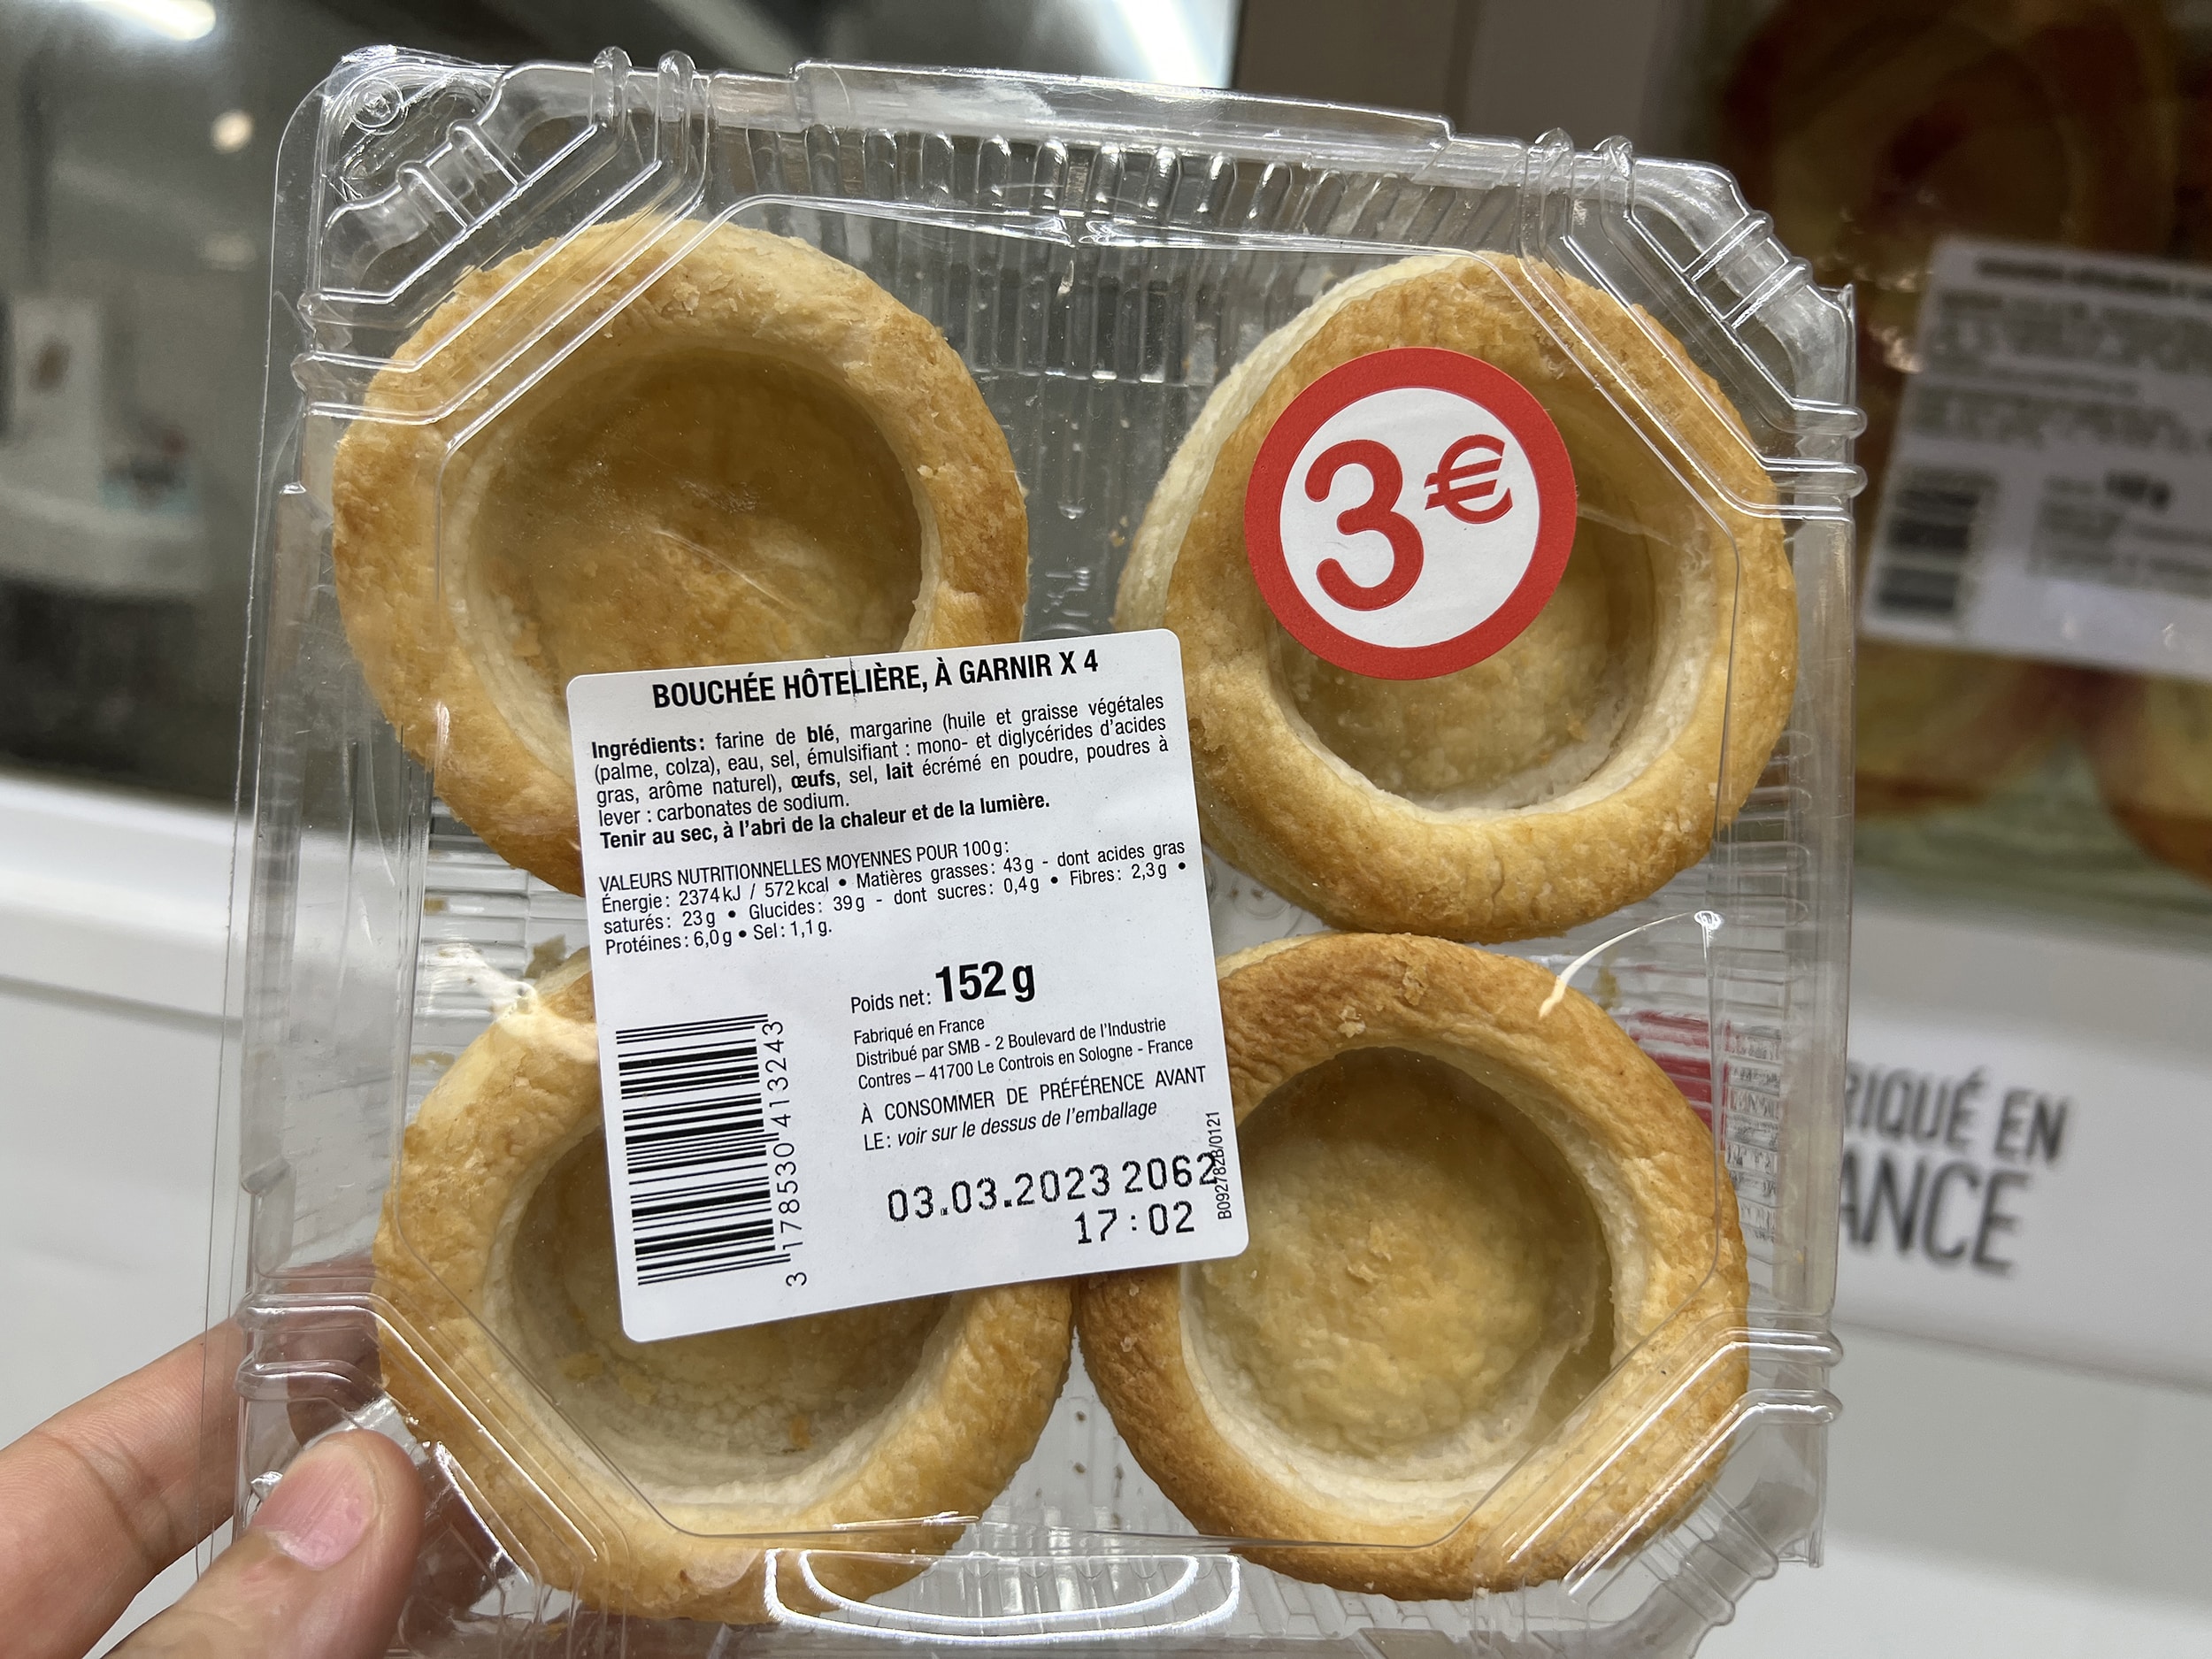 3€
BOUCHÉE HÔTELIÈRE, À GARNIR X 4
Ingrédients: farine de blé, margarine (huile et graisse végétales
(palme, colza), eau, sel, émulsifiant : mono- et diglycérides d'acides
gras, arôme naturel), œufs, sel, lait écrémé en poudre, poudres à
lever : carbonates de sodium.
Tenir au sec, à l'abri de la chaleur et de la lumière.
VALEURS NUTRITIONNELLES MOYENNES POUR 100g:
Énergie: 2374kJ / 572kcal • Matières grasses: 43g - dont acides gras
saturés: 23g • Glucides: 39g - dont sucres: 0,4g • Fibres: 2,3g •
Protéines: 6,0g • Sel: 1,1g.
Poids net: 152g
Fabriqué en France
Distribué par SMB - 2 Boulevard de l'Industrie
Contres – 41700 Le Controis en Sologne - France
À CONSOMMER DE PRÉFÉRENCE AVANT
LE: voir sur le dessus de l'emballage
03.03.2023 2062
17:02
B092782B/0121
3 178530 413243
RIQUÉ EN
ANCE